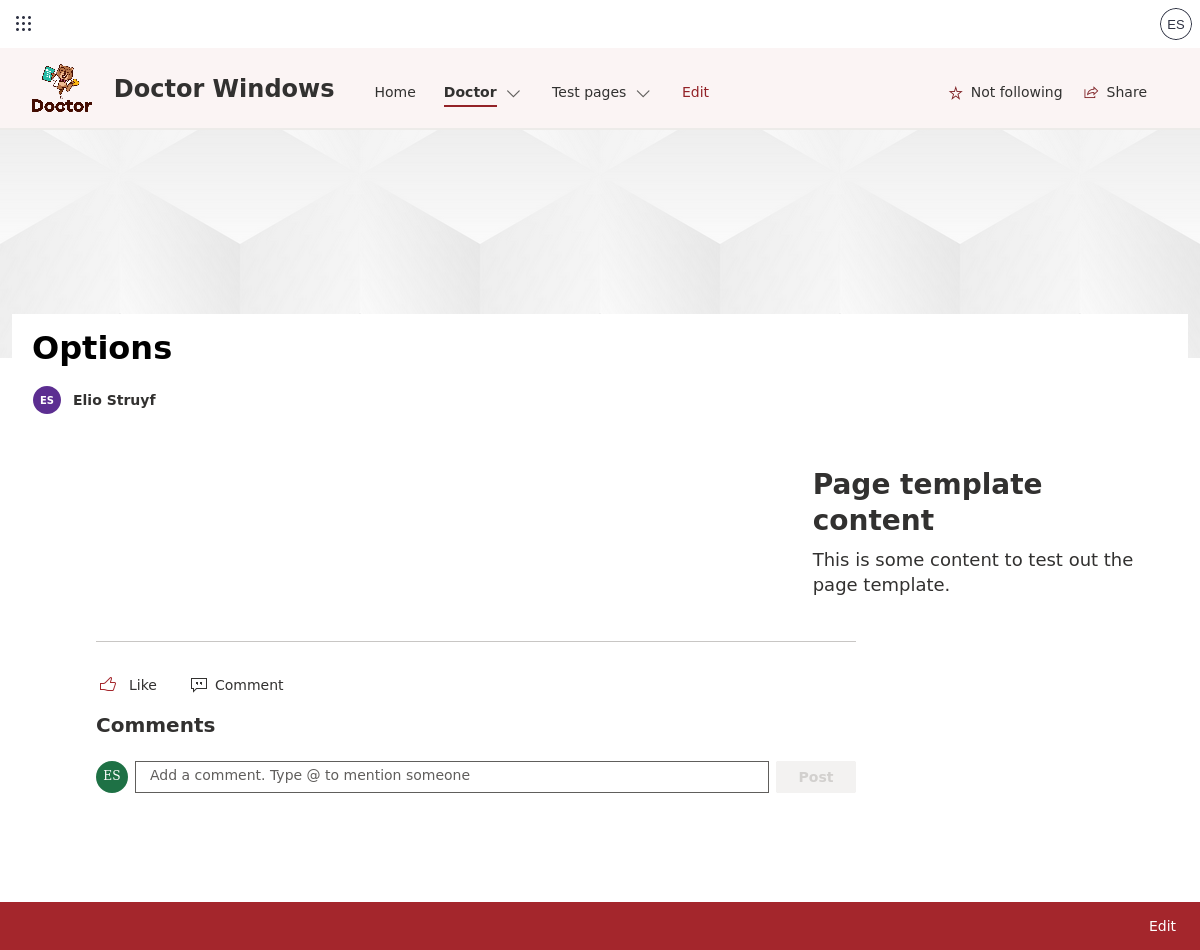 ES
Doctor
Doctor Windows
Home
Doctor
Test pages
Edit
Not following
Share
Options
ES
Elio Struyf
Page template
content
This is some content to test out the
page template.
Like
Comment
Comments
ES
Add a comment. Type @ to mention someone
Post
Edit